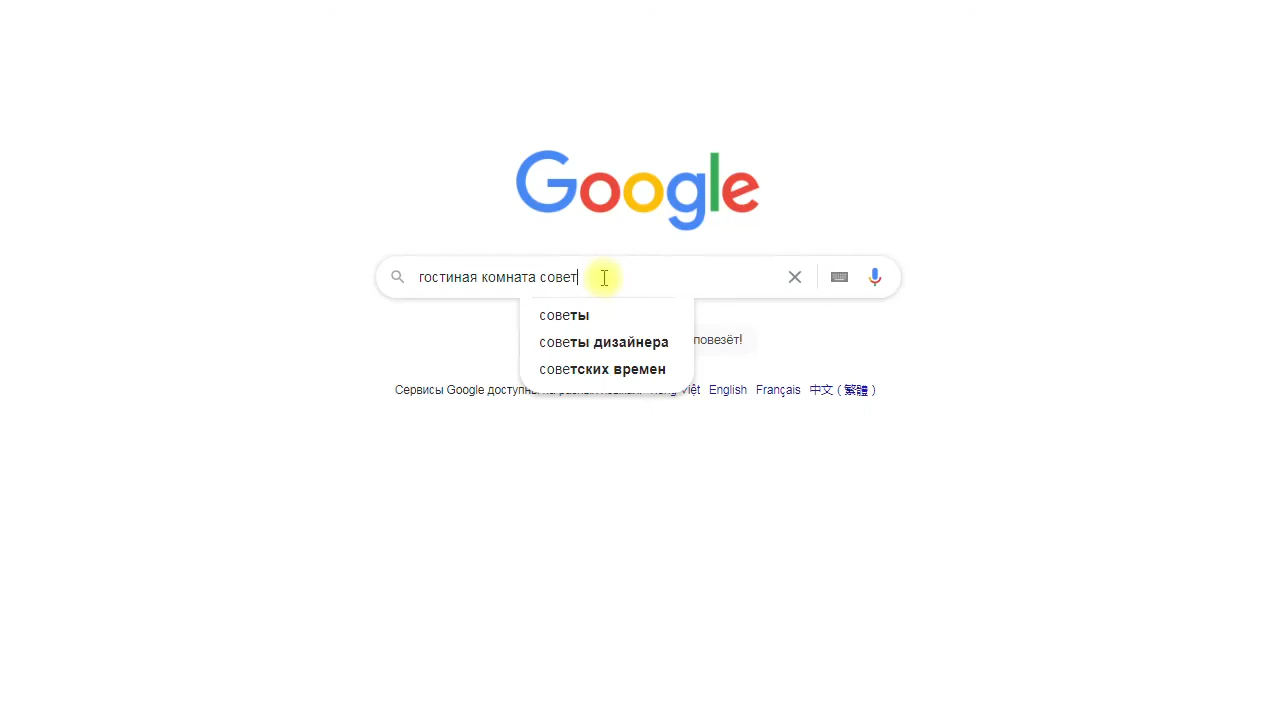 Google
гостиная комната совет
советы
советы дизайнера
повезёт!
советских времен
Сервисы Google доступны English Français 中文 (繁體)